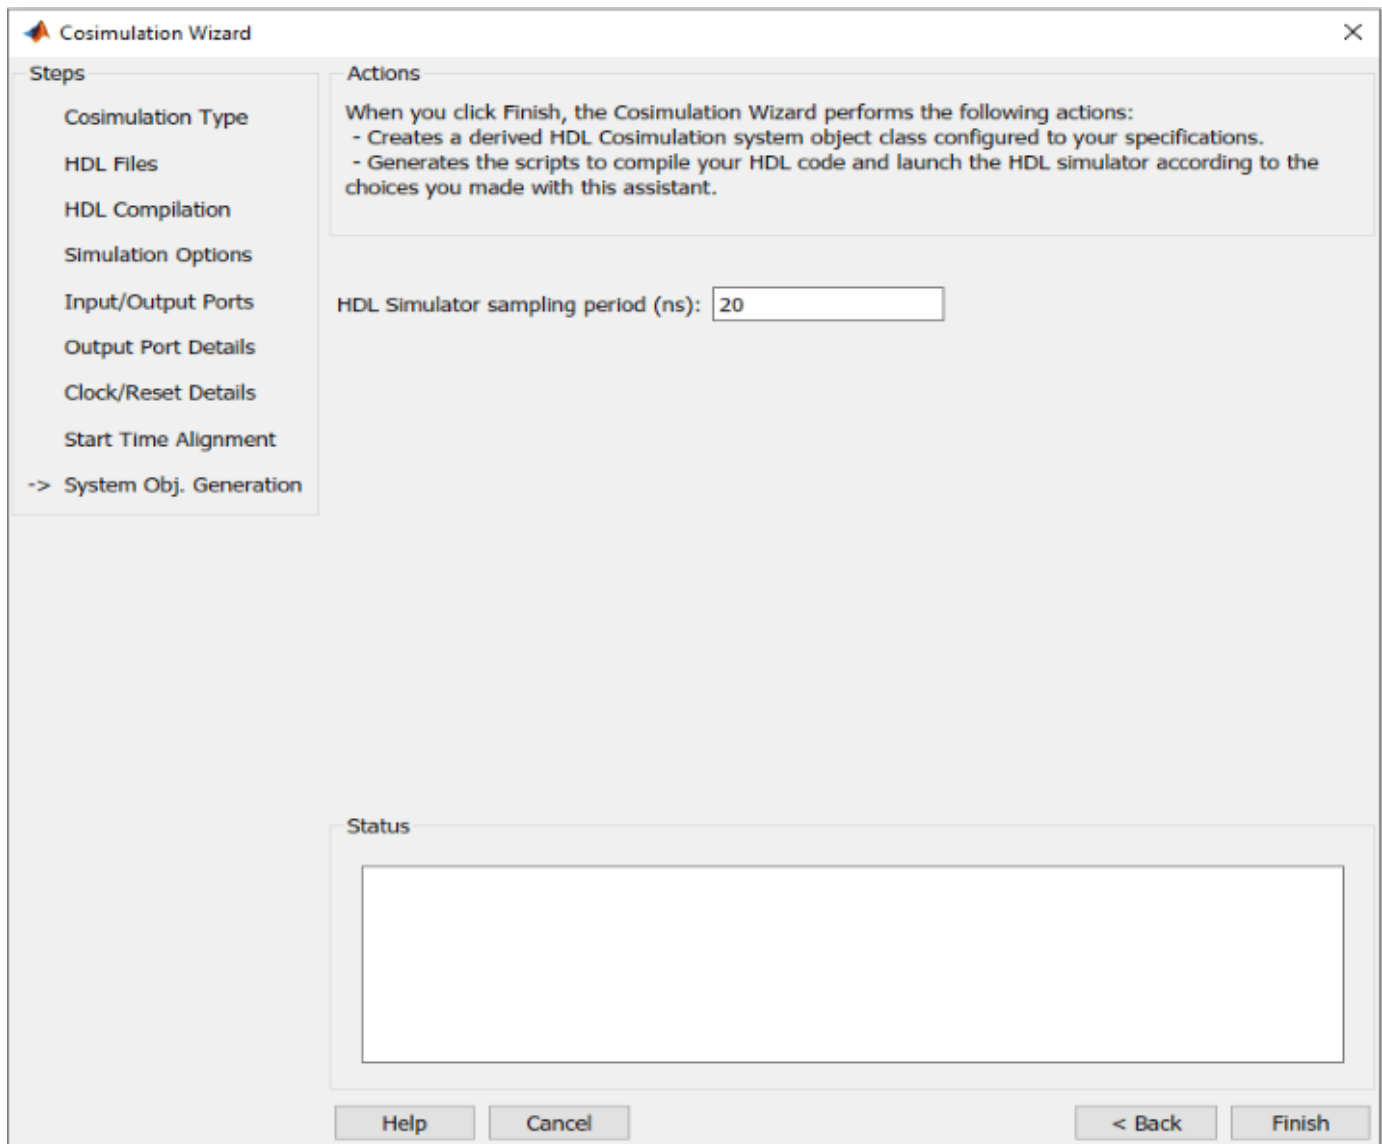 Cosimulation Wizard
Steps
Cosimulation Type
HDL Files
HDL Compilation
Simulation Options
Input/Output Ports
Output Port Details
Clock/Reset Details
Start Time Alignment
-> System Obj. Generation
Actions
When you click Finish, the Cosimulation Wizard performs the following actions:
- Creates a derived HDL Cosimulation system object class configured to your specifications.
- Generates the scripts to compile your HDL code and launch the HDL simulator according to the
choices you made with this assistant.
HDL Simulator sampling period (ns): 20
Status
Help Cancel < Back Finish